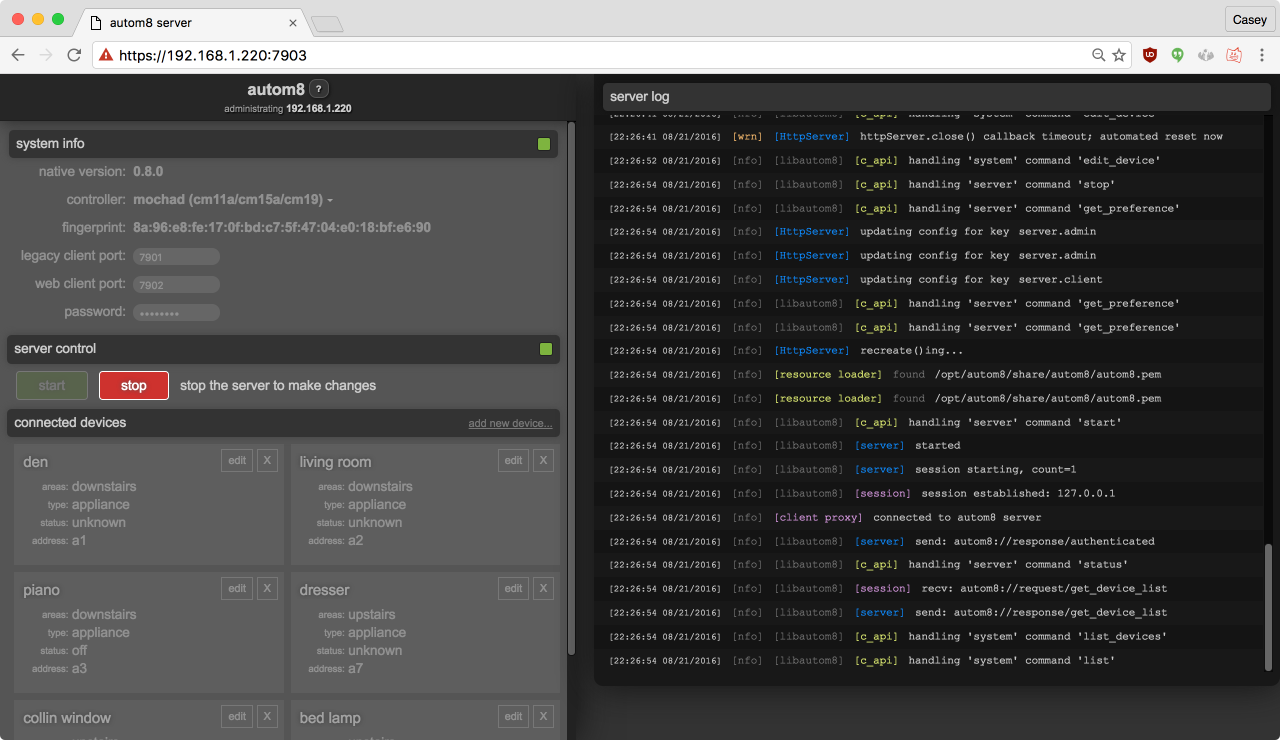 autom8 server
Casey
https://192.168.1.220:7903
autom8 ?
administrating 192.168.1.220
system info
native version: 0.8.0
controller: mochad (cm11a/cm15a/cm19)
fingerprint: 8a:96:e8:fe:17:0f:bd:c7:5f:47:04:e0:18:bf:e6:90
legacy client port: 7901
web client port: 7902
password: ••••••••
server control
start stop stop the server to make changes
connected devices add new device...
den edit X
areas: downstairs
type: appliance
status: unknown
address: a1
living room edit X
areas: downstairs
type: appliance
status: unknown
address: a2
piano edit X
areas: downstairs
type: appliance
status: off
address: a3
dresser edit X
areas: upstairs
type: appliance
status: unknown
address: a7
collin window edit X
bed lamp edit X
server log
[22:26:41 08/21/2016] [wrn] [HttpServer] httpServer.close() callback timeout; automated reset now
[22:26:52 08/21/2016] [nfo] [libautom8] [c_api] handling 'system' command 'edit_device'
[22:26:54 08/21/2016] [nfo] [libautom8] [c_api] handling 'server' command 'stop'
[22:26:54 08/21/2016] [nfo] [libautom8] [c_api] handling 'server' command 'get_preference'
[22:26:54 08/21/2016] [nfo] [HttpServer] updating config for key server.admin
[22:26:54 08/21/2016] [nfo] [HttpServer] updating config for key server.admin
[22:26:54 08/21/2016] [nfo] [HttpServer] updating config for key server.client
[22:26:54 08/21/2016] [nfo] [libautom8] [c_api] handling 'server' command 'get_preference'
[22:26:54 08/21/2016] [nfo] [libautom8] [c_api] handling 'server' command 'get_preference'
[22:26:54 08/21/2016] [nfo] [HttpServer] recreate()ing...
[22:26:54 08/21/2016] [nfo] [resource loader] found /opt/autom8/share/autom8/autom8.pem
[22:26:54 08/21/2016] [nfo] [resource loader] found /opt/autom8/share/autom8/autom8.pem
[22:26:54 08/21/2016] [nfo] [libautom8] [c_api] handling 'server' command 'start'
[22:26:54 08/21/2016] [nfo] [libautom8] [server] started
[22:26:54 08/21/2016] [nfo] [libautom8] [server] session starting, count=1
[22:26:54 08/21/2016] [nfo] [libautom8] [session] session established: 127.0.0.1
[22:26:54 08/21/2016] [nfo] [client proxy] connected to autom8 server
[22:26:54 08/21/2016] [nfo] [libautom8] [server] send: autom8://response/authenticated
[22:26:54 08/21/2016] [nfo] [libautom8] [c_api] handling 'server' command 'status'
[22:26:54 08/21/2016] [nfo] [libautom8] [session] recv: autom8://request/get_device_list
[22:26:54 08/21/2016] [nfo] [libautom8] [server] send: autom8://response/get_device_list
[22:26:54 08/21/2016] [nfo] [libautom8] [c_api] handling 'system' command 'list_devices'
[22:26:54 08/21/2016] [nfo] [libautom8] [c_api] handling 'system' command 'list'